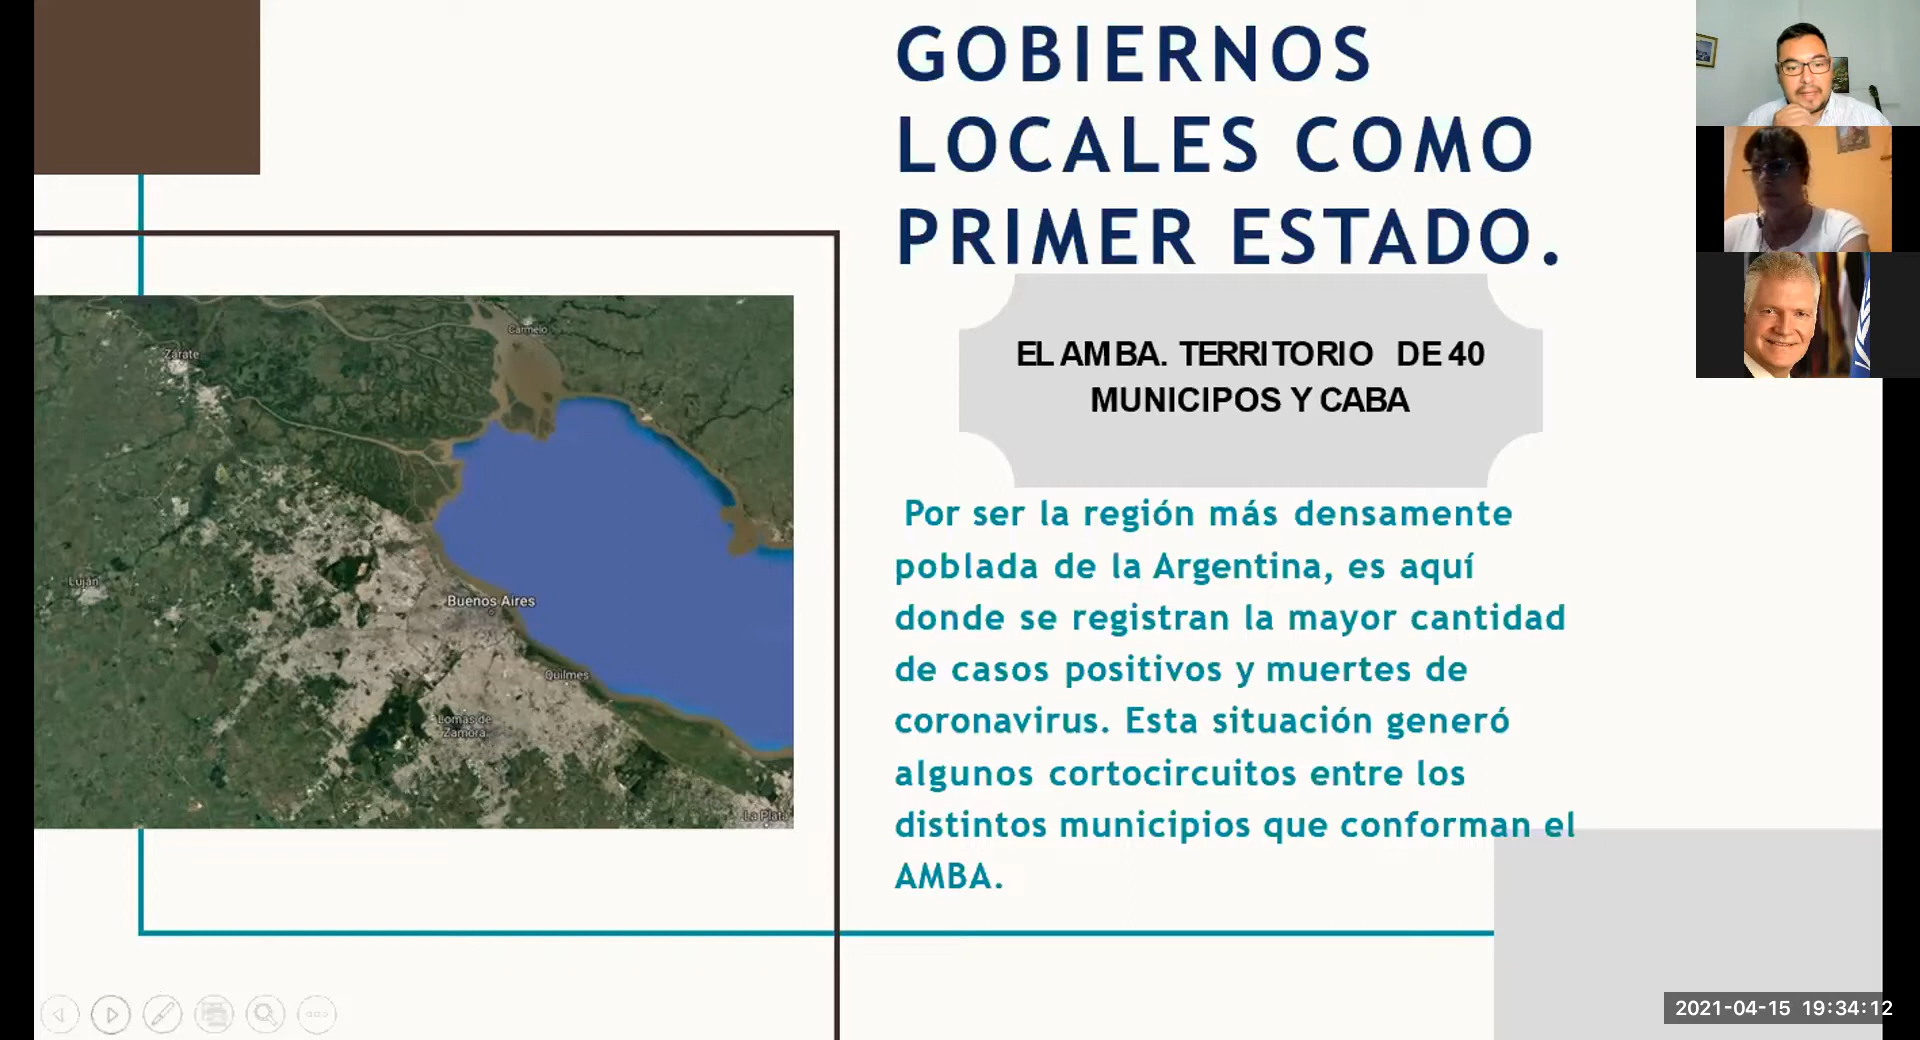 GOBIERNOS
LOCALES COMO
PRIMER ESTADO.
EL AMBA. TERRITORIO DE 40
MUNICIPOS Y CABA
Por ser la región más densamente
poblada de la Argentina, es aquí
donde se registran la mayor cantidad
de casos positivos y muertes de
coronavirus. Esta situación generó
algunos cortocircuitos entre los
distintos municipios que conforman el
AMBA.
Carmelo
Zárate
Luján
Buenos Aires
Quilmes
Lomas de
Zamora
La Plata
2021-04-15 19:34:12